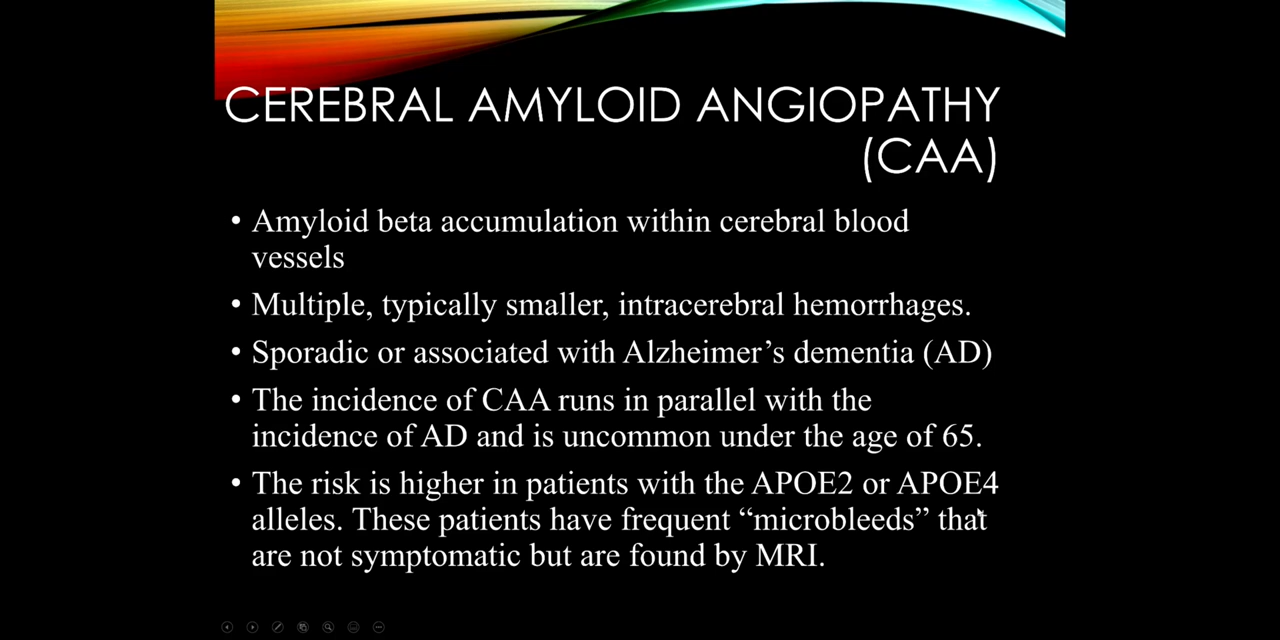 CEREBRAL AMYLOID ANGIOPATHY
(CAA)
• Amyloid beta accumulation within cerebral blood
vessels
• Multiple, typically smaller, intracerebral hemorrhages.
• Sporadic or associated with Alzheimer’s dementia (AD)
• The incidence of CAA runs in parallel with the
incidence of AD and is uncommon under the age of 65.
• The risk is higher in patients with the APOE2 or APOE4
alleles. These patients have frequent “microbleeds” that
are not symptomatic but are found by MRI.